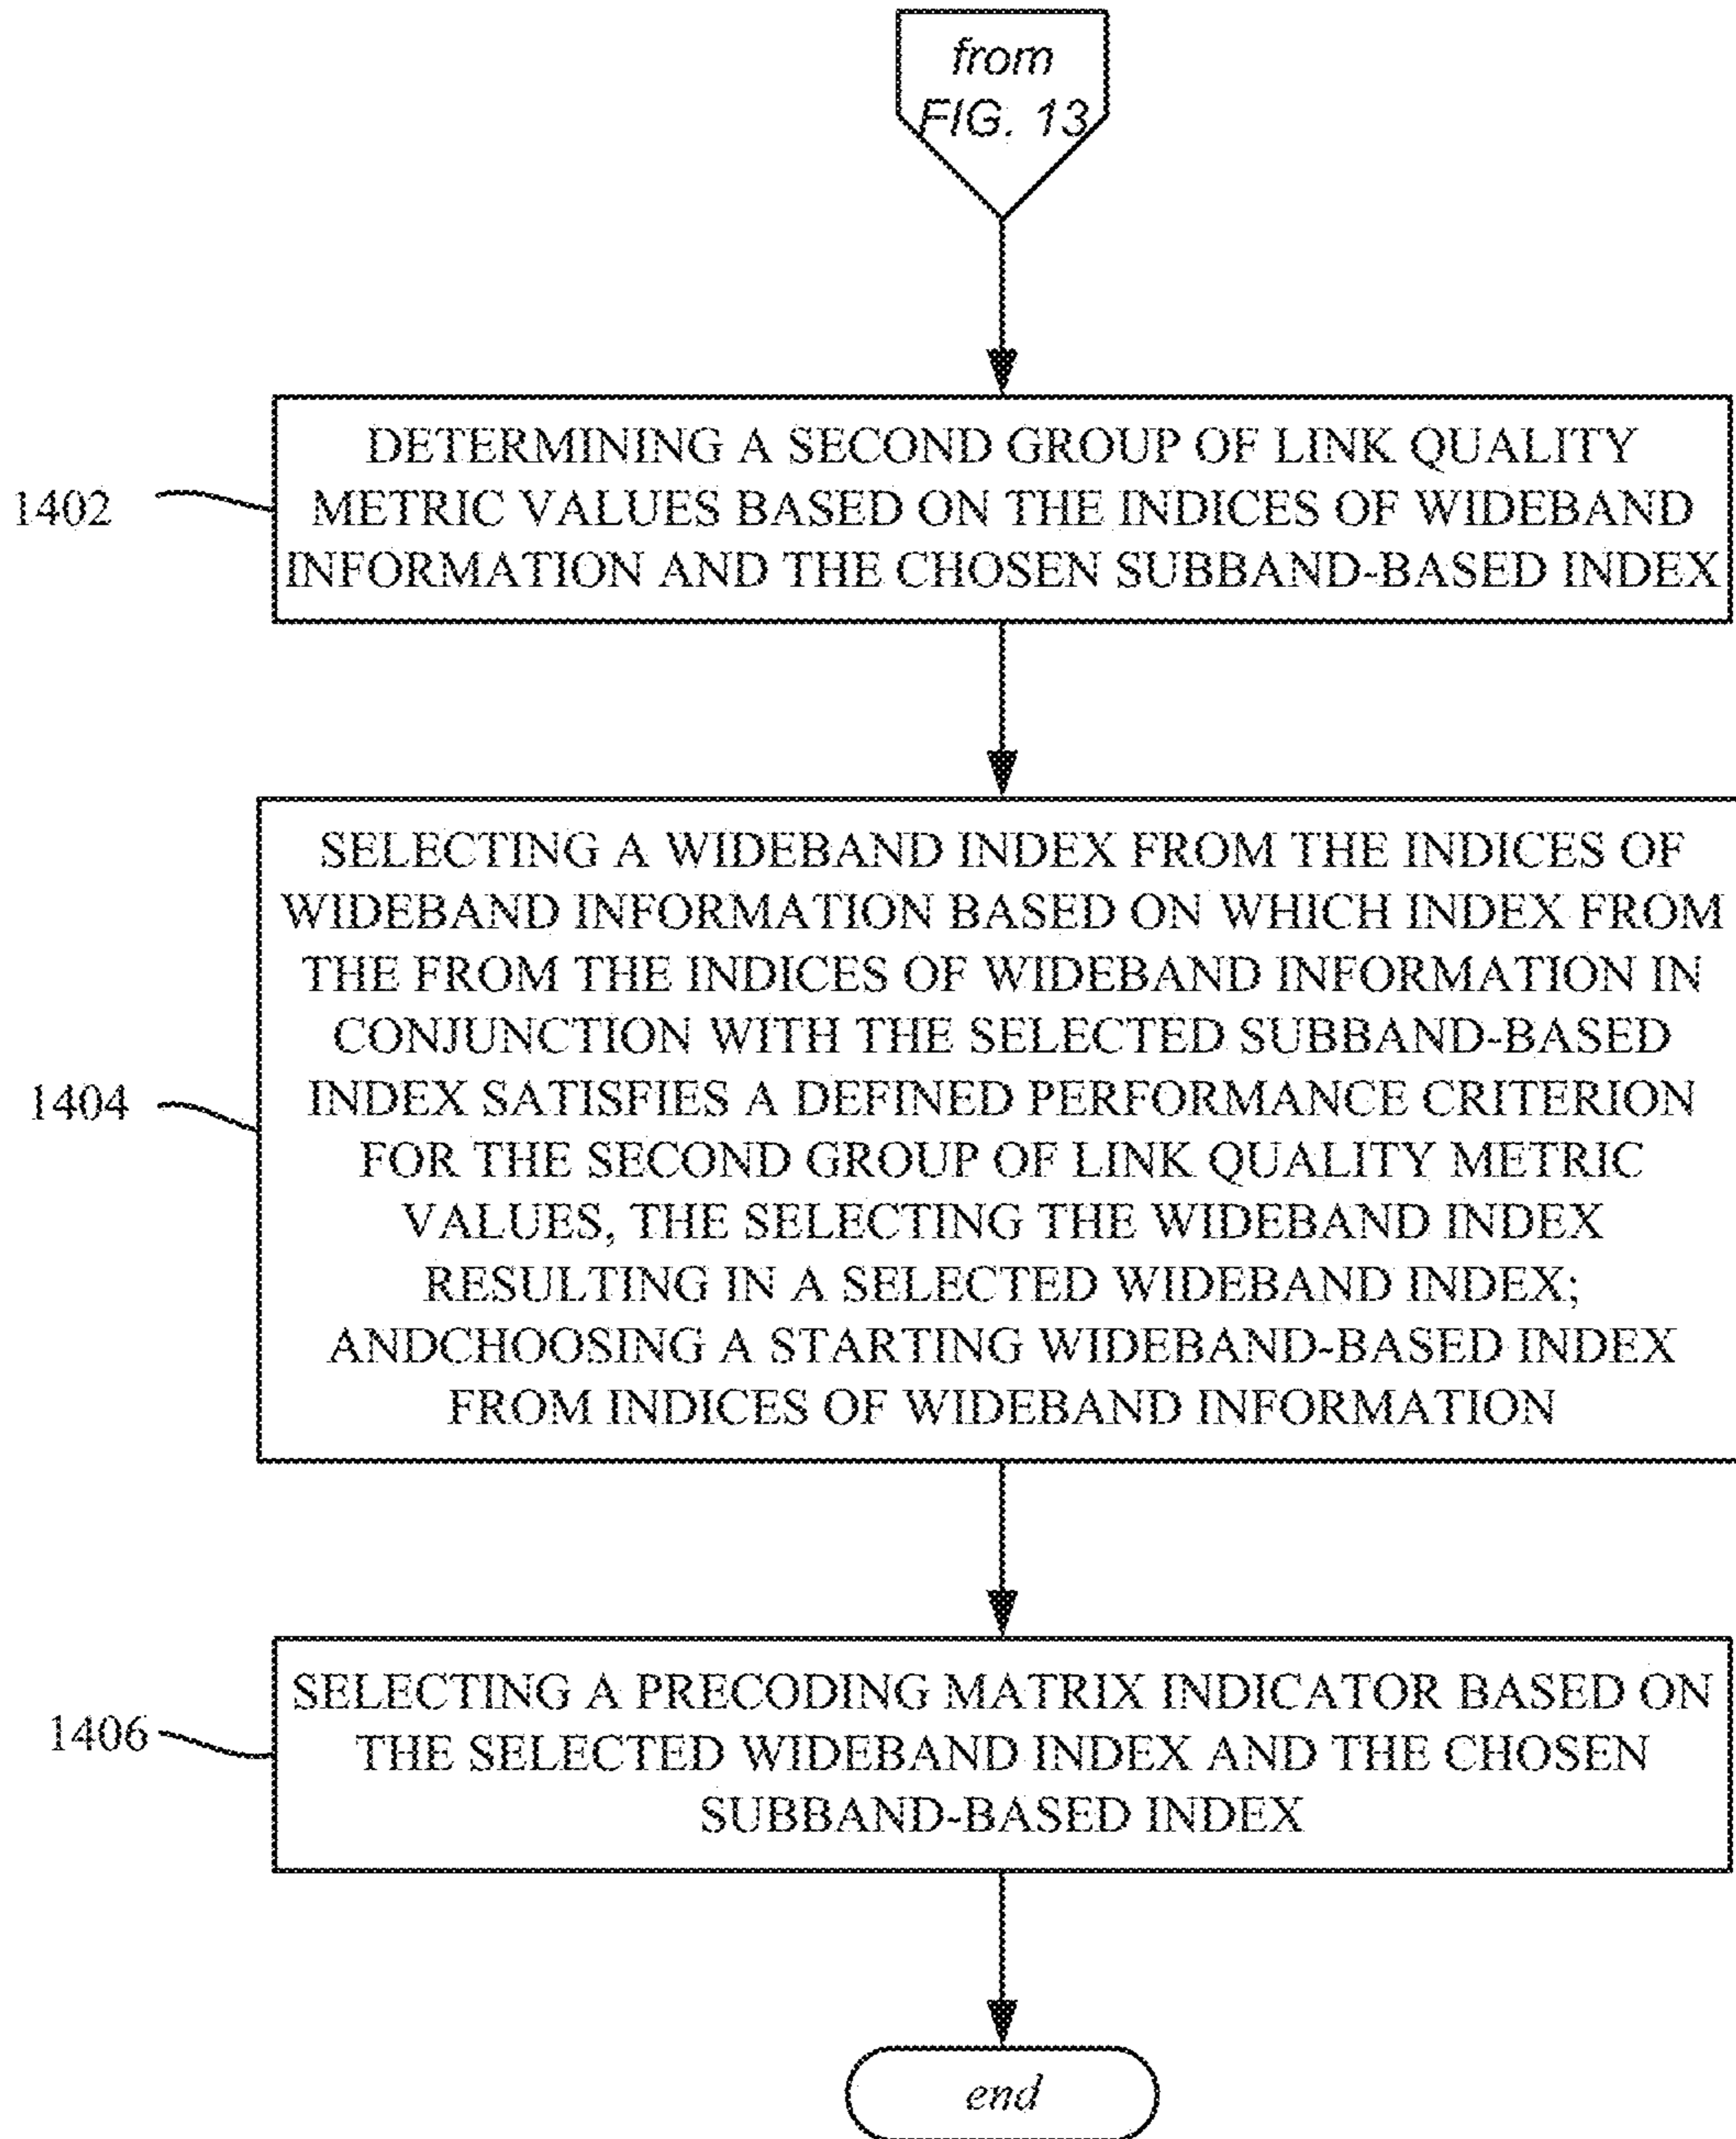 from
FIG. 13
DETERMINING A SECOND GROUP OF LINK QUALITY
METRIC VALUES BASED ON THE INDICES OF WIDEBAND
INFORMATION AND THE CHOSEN SUBBAND-BASED INDEX
1402
SELECTING A WIDEBAND INDEX FROM THE INDICES OF
WIDEBAND INFORMATION BASED ON WHICH INDEX FROM
THE FROM THE INDICES OF WIDEBAND INFORMATION IN
CONJUNCTION WITH THE SELECTED SUBBAND-BASED
INDEX SATISFIES A DEFINED PERFORMANCE CRITERION
FOR THE SECOND GROUP OF LINK QUALITY METRIC
VALUES, THE SELECTING THE WIDEBAND INDEX
RESULTING IN A SELECTED WIDEBAND INDEX;
ANDCHOOSING A STARTING WIDEBAND-BASED INDEX
FROM INDICES OF WIDEBAND INFORMATION
1404
SELECTING A PRECODING MATRIX INDICATOR BASED ON
THE SELECTED WIDEBAND INDEX AND THE CHOSEN
SUBBAND-BASED INDEX
1406
end